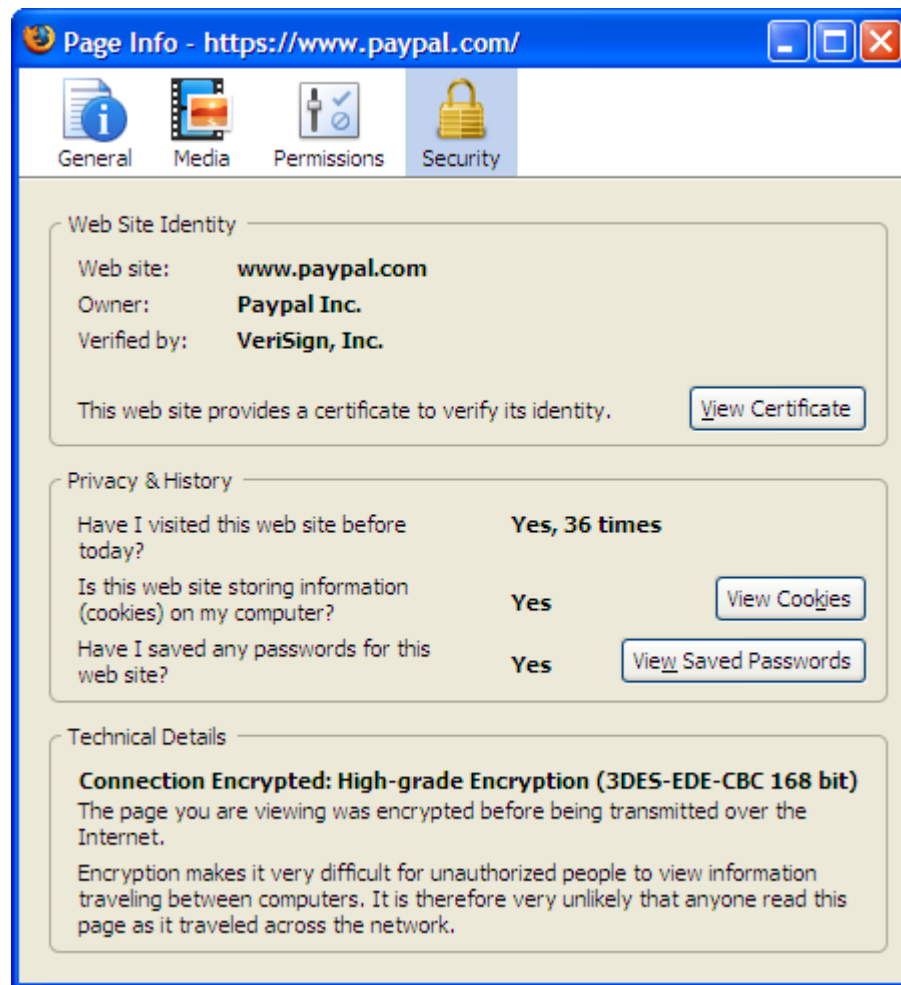 Page Info - https://www.paypal.com/
General Media Permissions Security
Web Site Identity
Web site: www.paypal.com
Owner: Paypal Inc.
Verified by: VeriSign, Inc.
This web site provides a certificate to verify its identity. View Certificate
Privacy & History
Have I visited this web site before
today?
Yes, 36 times
Is this web site storing information
(cookies) on my computer?
Yes View Cookies
Have I saved any passwords for this
web site?
Yes View Saved Passwords
Technical Details
Connection Encrypted: High-grade Encryption (3DES-EDE-CBC 168 bit)
The page you are viewing was encrypted before being transmitted over the
Internet.
Encryption makes it very difficult for unauthorized people to view information
traveling between computers. It is therefore very unlikely that anyone read this
page as it traveled across the network.